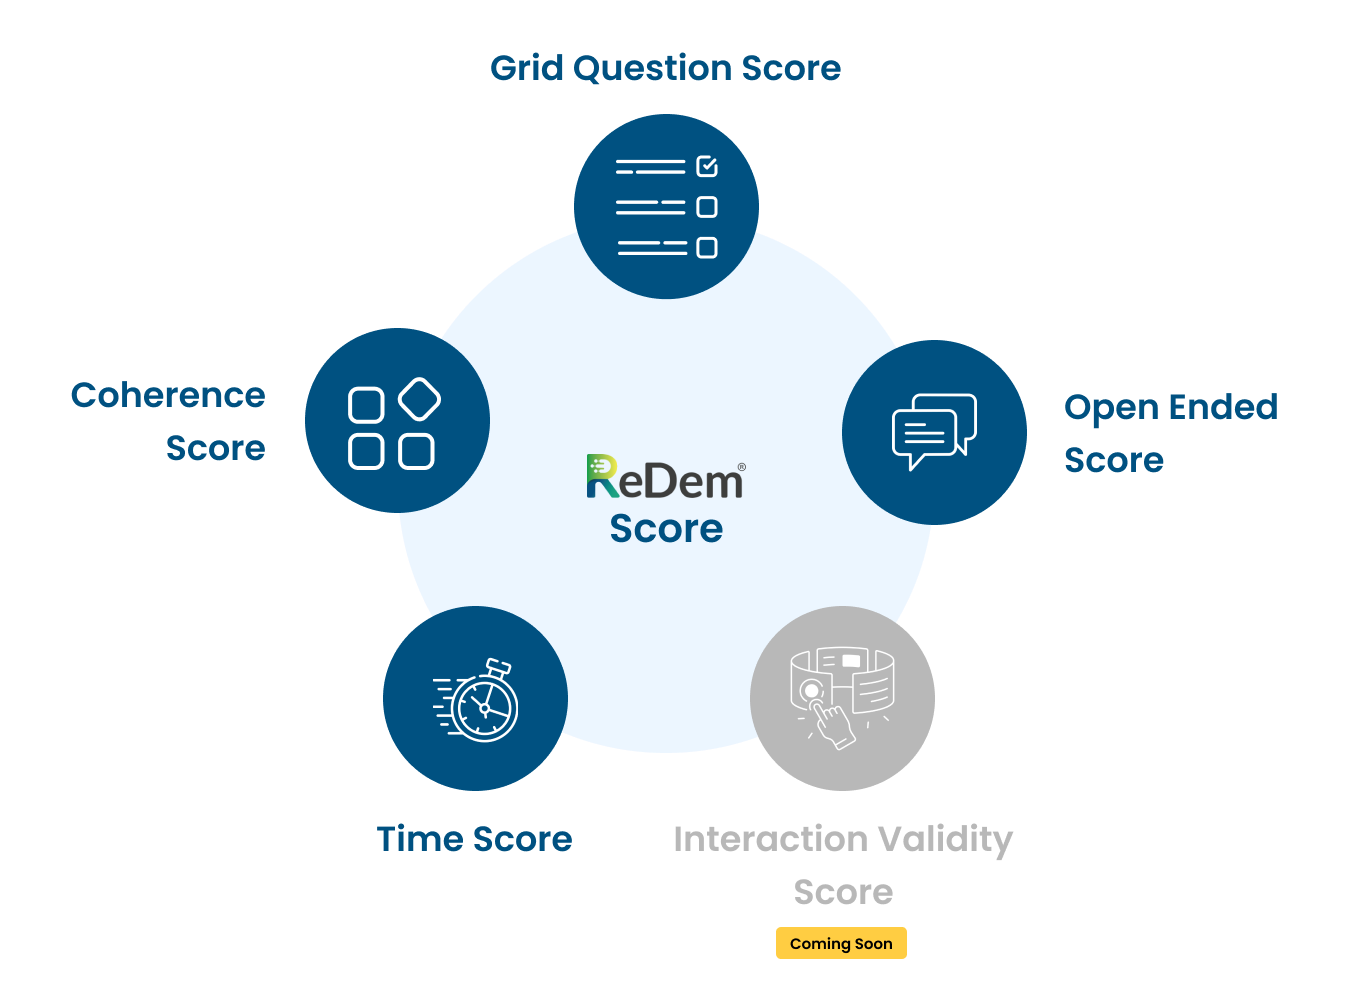 Grid Question Score
Coherence
Score
Open Ended
Score
ReDem®
Score
Time Score
Interaction Validity
Score
Coming Soon